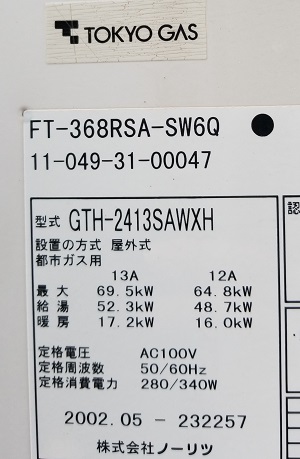 TOKYO GAS
FT-368RSA-SW6Q
11-049-31-00047
型式 GTH-2413SAWXH
設置の方式 屋外式
都市ガス用
13A 12A
最大 69.5kW 64.8kW
給湯 52.3kW 48.7kW
暖房 17.2kW 16.0kW
定格電圧 AC100V
定格周波数 50/60Hz
定格消費電力 280/340W
2002.05 - 232257
株式会社ノーリツ
認